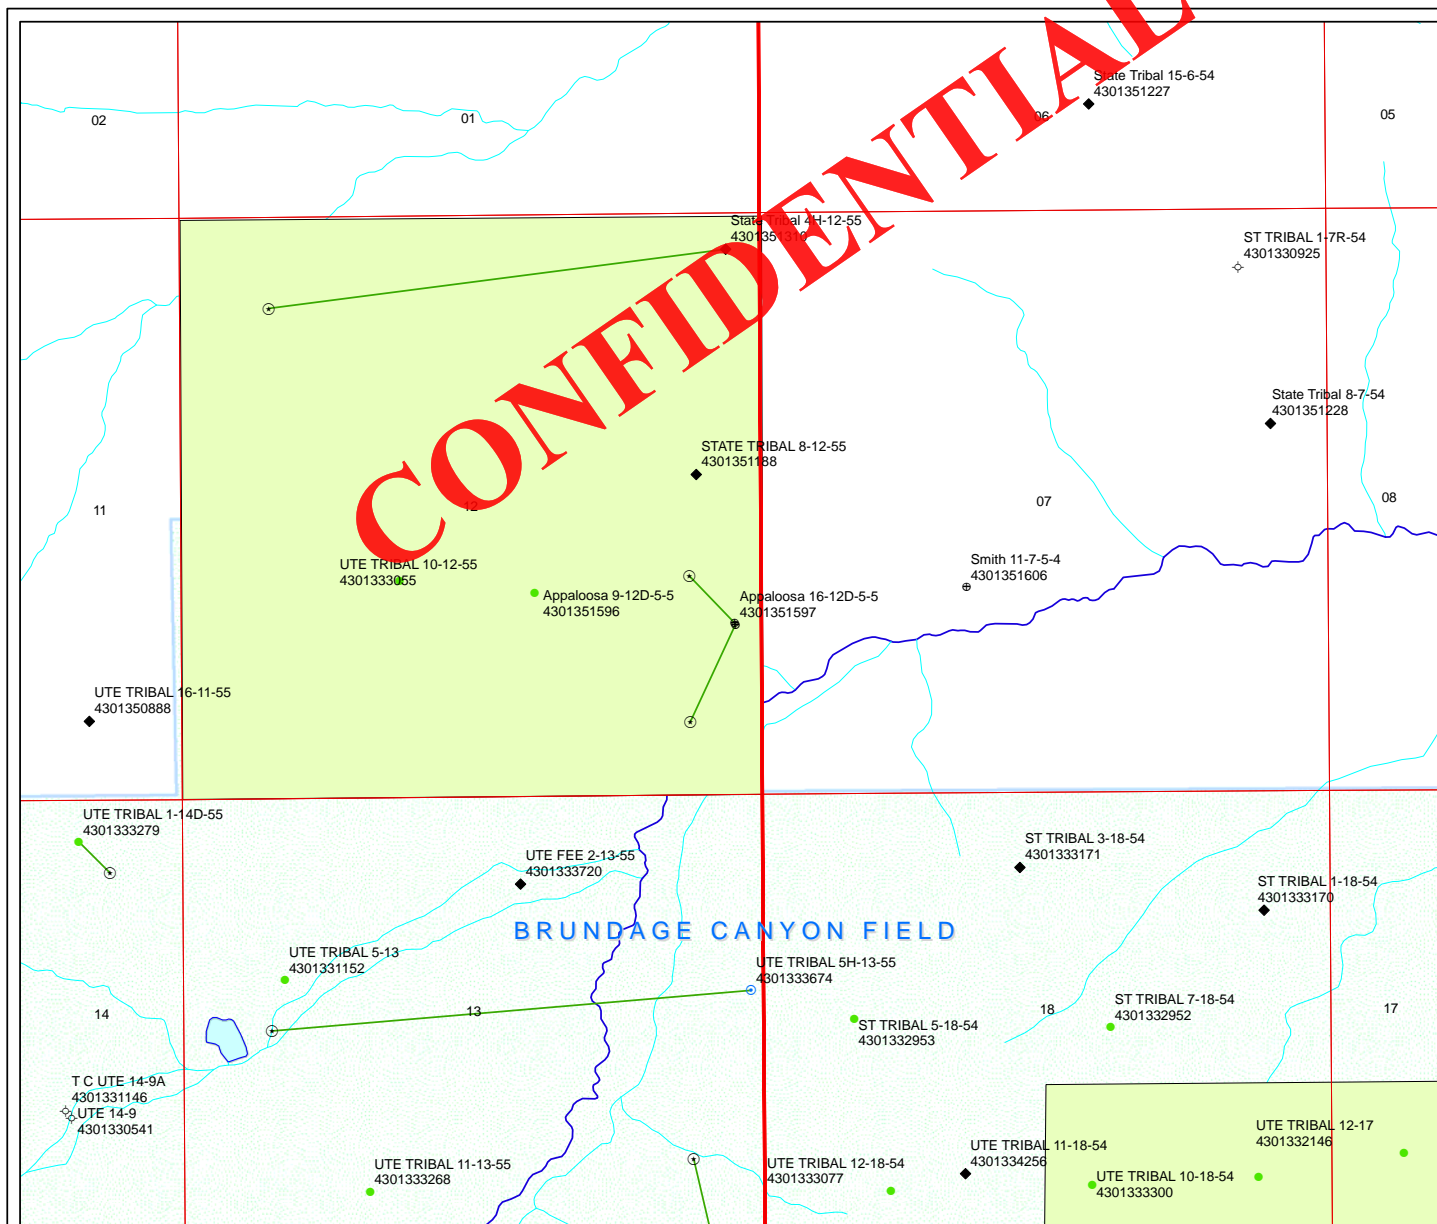 CONFIDENTIAL
State Tribal 15-6-54
4301351227
02
01
06
05
State Tribal 4H-12-55
4301351310
ST TRIBAL 1-7R-54
4301330925
State Tribal 8-7-54
4301351228
STATE TRIBAL 8-12-55
4301351188
11
12
07
08
UTE TRIBAL 10-12-55
4301333055
Appaloosa 9-12D-5-5
4301351596
Appaloosa 16-12D-5-5
4301351597
Smith 11-7-5-4
4301351606
UTE TRIBAL 16-11-55
4301350888
UTE TRIBAL 1-14D-55
4301333279
UTE FEE 2-13-55
4301333720
ST TRIBAL 3-18-54
4301333171
ST TRIBAL 1-18-54
4301333170
BRUNDAGE CANYON FIELD
UTE TRIBAL 5-13
4301331152
UTE TRIBAL 5H-13-55
4301333674
14
13
18
17
ST TRIBAL 5-18-54
4301332953
ST TRIBAL 7-18-54
4301332952
T C UTE 14-9A
4301331146
UTE 14-9
4301330541
UTE TRIBAL 11-13-55
4301333268
UTE TRIBAL 12-18-54
4301333077
UTE TRIBAL 11-18-54
4301334256
UTE TRIBAL 10-18-54
4301333300
UTE TRIBAL 12-17
4301332146